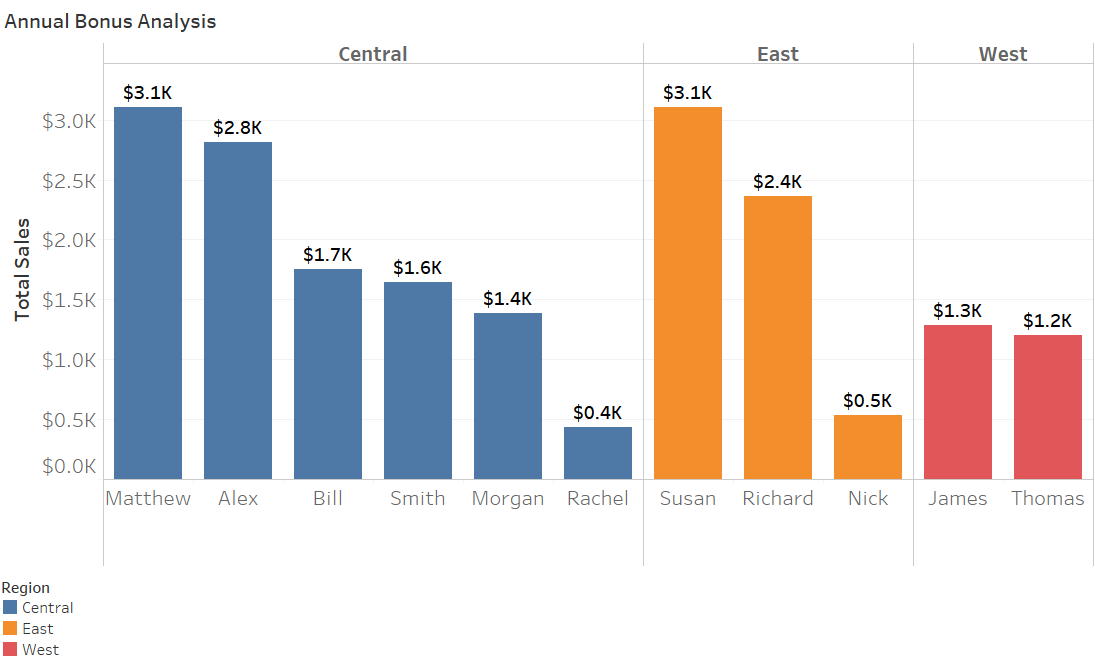 Annual Bonus Analysis
Central East West
$3.1K $2.8K $1.7K $1.6K $1.4K $0.4K $3.1K $2.4K $0.5K $1.3K $1.2K
Total Sales
$3.0K
$2.5K
$2.0K
$1.5K
$1.0K
$0.5K
$0.0K
Matthew Alex Bill Smith Morgan Rachel Susan Richard Nick James Thomas
Region
Central
East
West